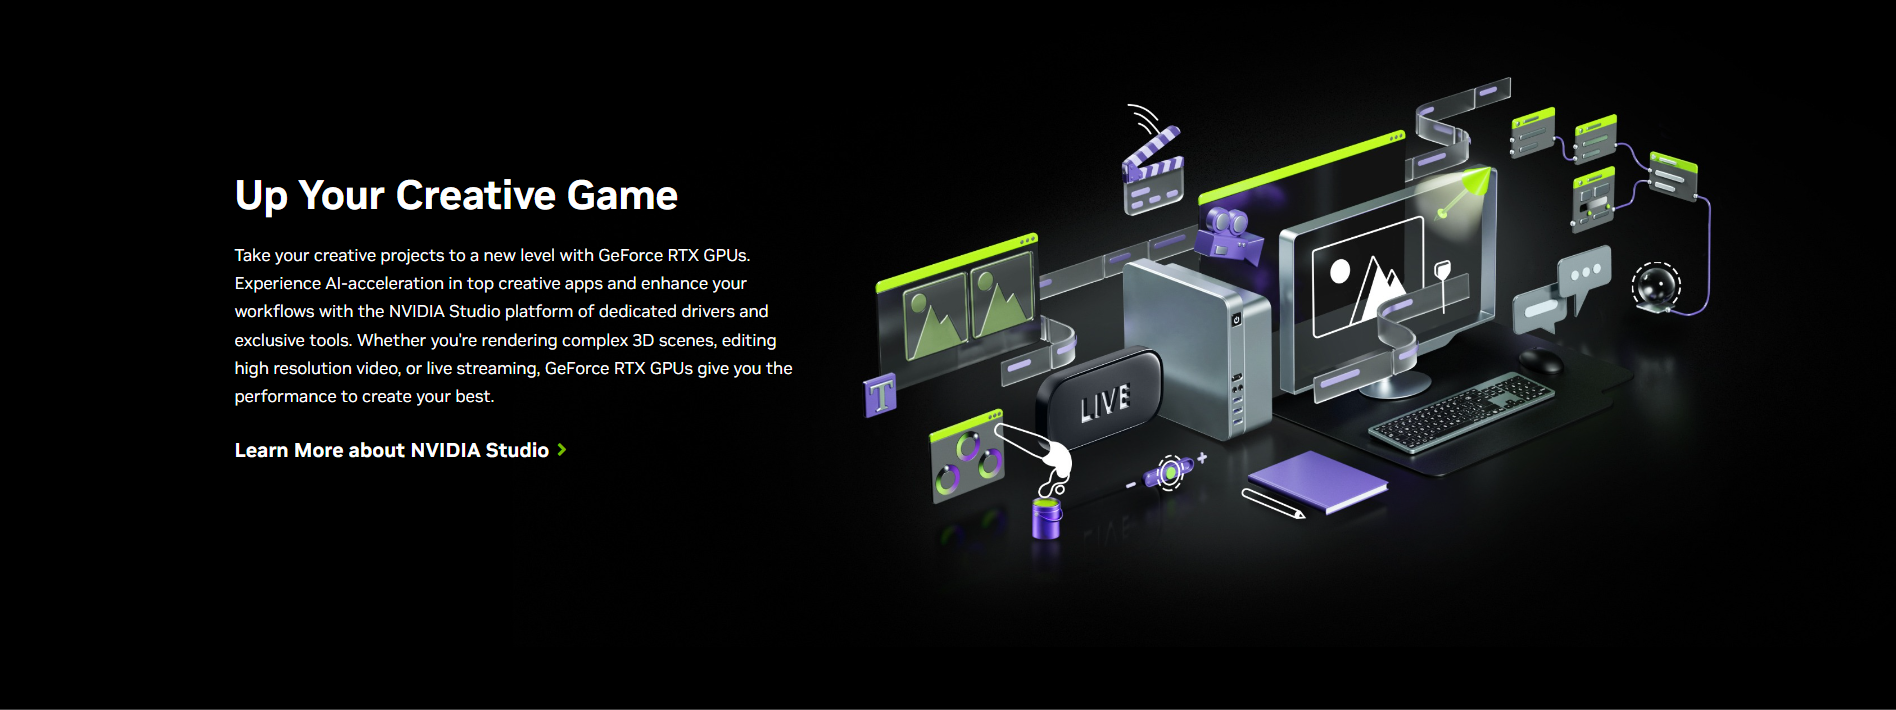 Up Your Creative Game
Take your creative projects to a new level with GeForce RTX GPUs.
Experience AI-acceleration in top creative apps and enhance your
workflows with the NVIDIA Studio platform of dedicated drivers and
exclusive tools. Whether you're rendering complex 3D scenes, editing
high resolution video, or live streaming, GeForce RTX GPUs give you the
performance to create your best.
Learn More about NVIDIA Studio
T
LIVE